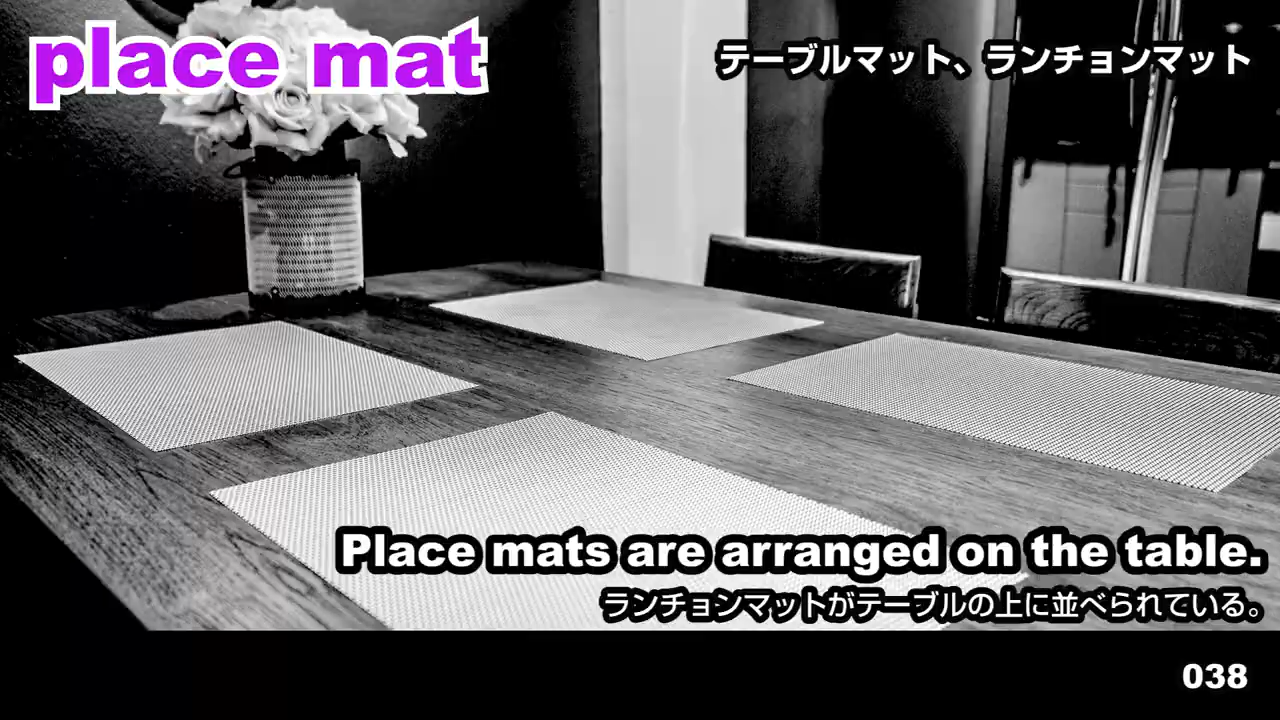 place mat
テーブルマット、ランチョンマット
Place mats are arranged on the table.
ランチョンマットがテーブルの上に並べられている。
038